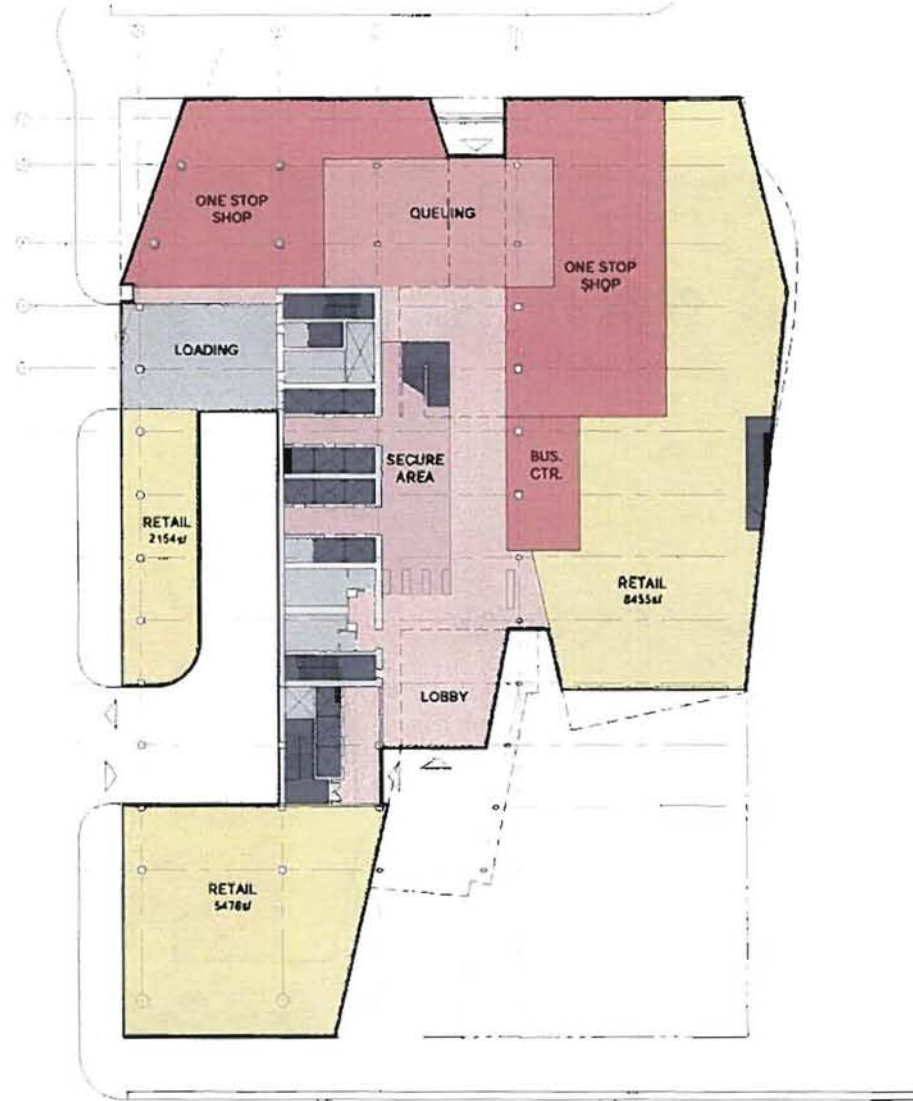 ONE STOP
SHOP
QUEUING
ONE STOP
SHOP
LOADING
SECURE
AREA
BUS.
CTR.
RETAIL
2154sf
RETAIL
8455sf
LOBBY
RETAIL
5478sf